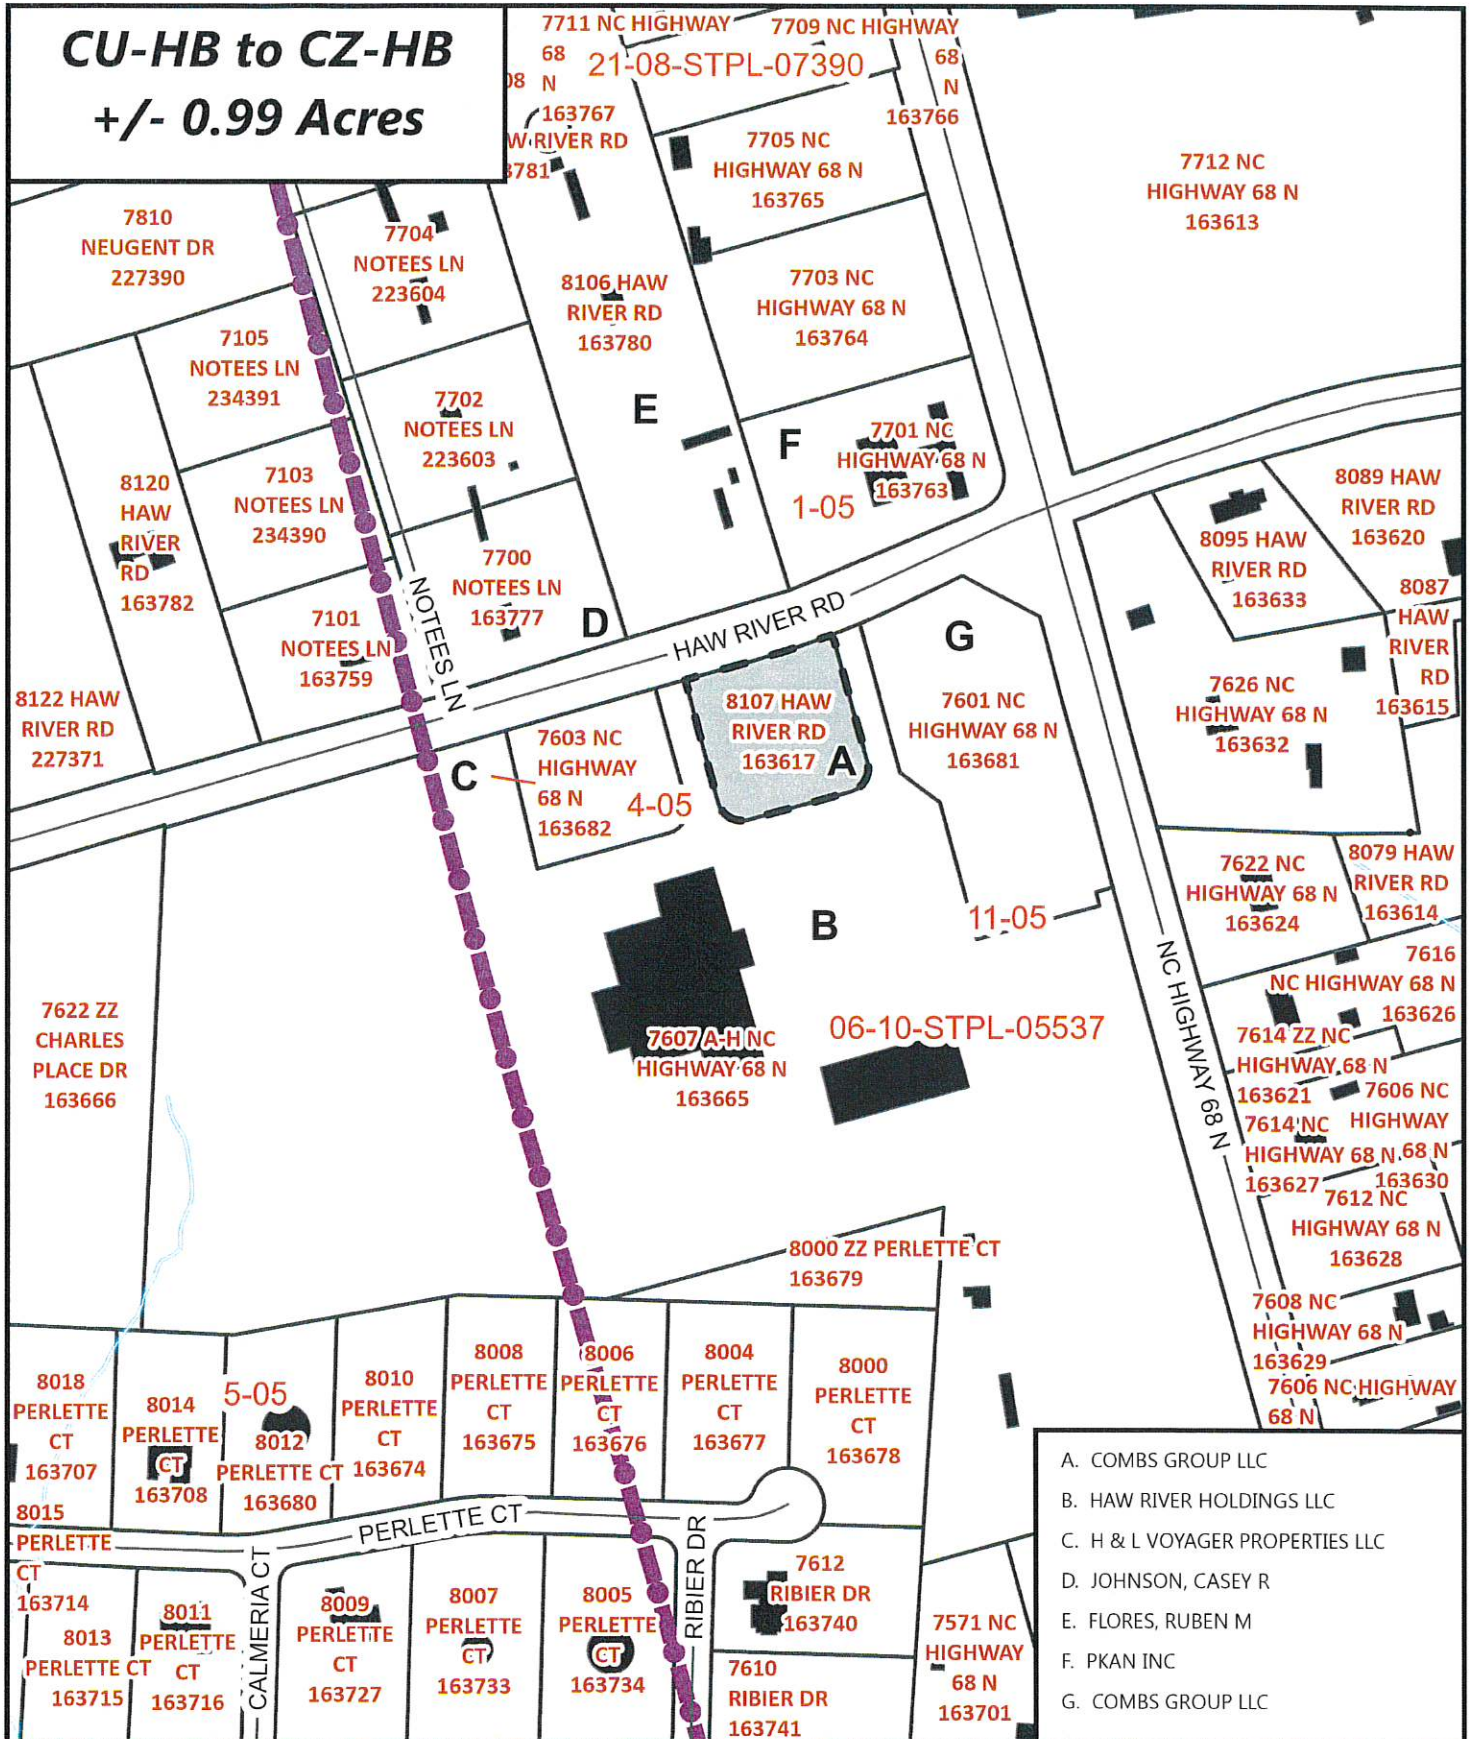 CU-HB to CZ-HB
+/- 0.99 Acres
7711 NC HIGHWAY
68
N
163767
7709 NC HIGHWAY
68
N
163766
21-08-STPL-07390
08
W RIVER RD
3781
7705 NC
HIGHWAY 68 N
163765
7712 NC
HIGHWAY 68 N
163613
7810
NEUGENT DR
227390
7704
NOTEES LN
223604
8106 HAW
RIVER RD
163780
7703 NC
HIGHWAY 68 N
163764
7105
NOTEES LN
234391
7702
NOTEES LN
223603
E
F
7701 NC
HIGHWAY 68 N
163763
1-05
8120
HAW
RIVER
RD
163782
7103
NOTEES LN
234390
8089 HAW
RIVER RD
163620
8095 HAW
RIVER RD
163633
7700
NOTEES LN
163777
D
NOTEES LN
8087
HAW
RIVER
RD
163615
7101
NOTEES LN
163759
HAW RIVER RD
G
8122 HAW
RIVER RD
227371
8107 HAW
RIVER RD
163617
A
7601 NC
HIGHWAY 68 N
163681
7626 NC
HIGHWAY 68 N
163632
C
7603 NC
HIGHWAY
68 N
163682
4-05
7622 NC
HIGHWAY 68 N
163624
8079 HAW
RIVER RD
163614
B
11-05
NC HIGHWAY 68 N
7616
NC HIGHWAY 68 N
163626
7622 ZZ
CHARLES
PLACE DR
163666
7607 A-H NC
HIGHWAY 68 N
163665
06-10-STPL-05537
7614 ZZ NC
HIGHWAY 68 N
163621
7606 NC
HIGHWAY
68 N
163630
7614 NC
HIGHWAY 68 N
163627
7612 NC
HIGHWAY 68 N
163628
8000 ZZ PERLETTE CT
163679
7608 NC
HIGHWAY 68 N
163629
7606 NC HIGHWAY
68 N
8018
PERLETTE
CT
163707
8014
PERLETTE
CT
163708
5-05
8012
PERLETTE CT
163680
8010
PERLETTE
CT
163674
8008
PERLETTE
CT
163675
8006
PERLETTE
CT
163676
8004
PERLETTE
CT
163677
8000
PERLETTE
CT
163678
8015
PERLETTE
CT
163714
PERLETTE CT
CALMERIA CT
RIBIER DR
8013
PERLETTE CT
163715
8011
PERLETTE
CT
163716
8009
PERLETTE
CT
163727
8007
PERLETTE
CT
163733
8005
PERLETTE
CT
163734
7612
RIBIER DR
163740
7610
RIBIER DR
163741
7571 NC
HIGHWAY
68 N
163701
A. COMBS GROUP LLC
B. HAW RIVER HOLDINGS LLC
C. H & L VOYAGER PROPERTIES LLC
D. JOHNSON, CASEY R
E. FLORES, RUBEN M
F. PKAN INC
G. COMBS GROUP LLC